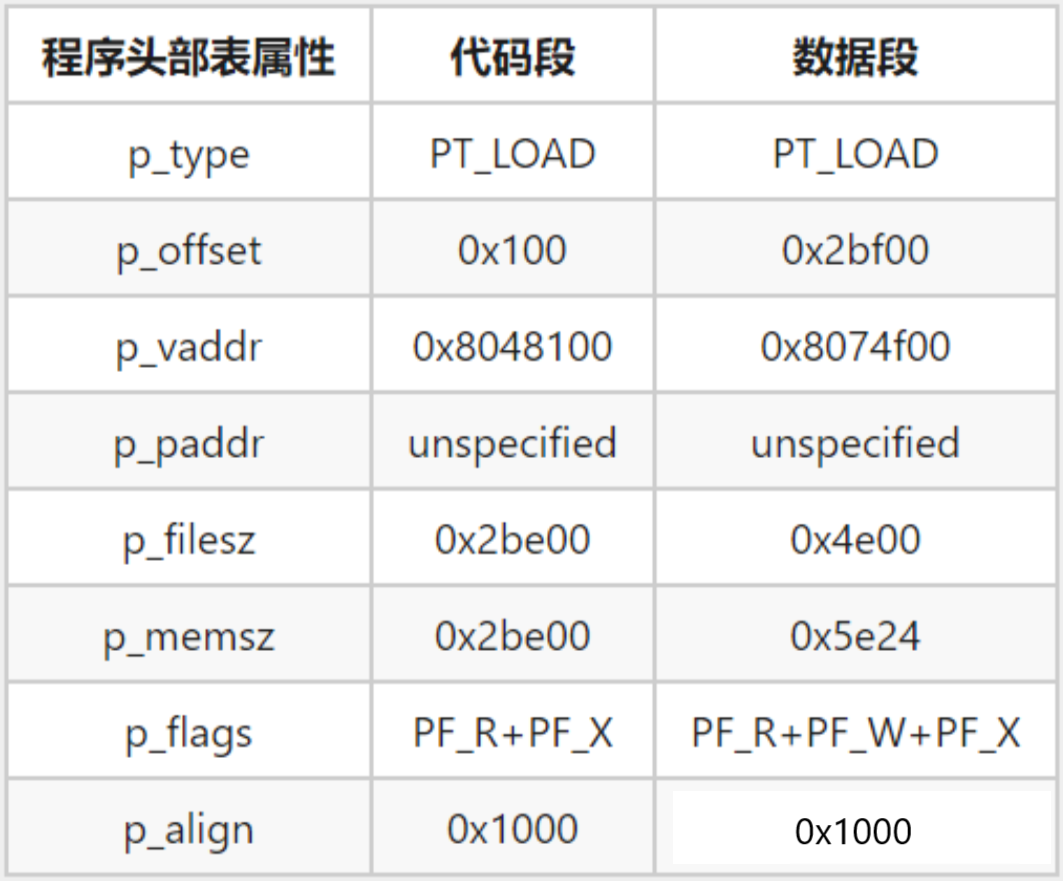 程序头部表属性 代码段 数据段
p_type PT_LOAD PT_LOAD
p_offset 0x100 0x2bf00
p_vaddr 0x8048100 0x8074f00
p_paddr unspecified unspecified
p_filesz 0x2be00 0x4e00
p_memsz 0x2be00 0x5e24
p_flags PF_R+PF_X PF_R+PF_W+PF_X
p_align 0x1000 0x1000